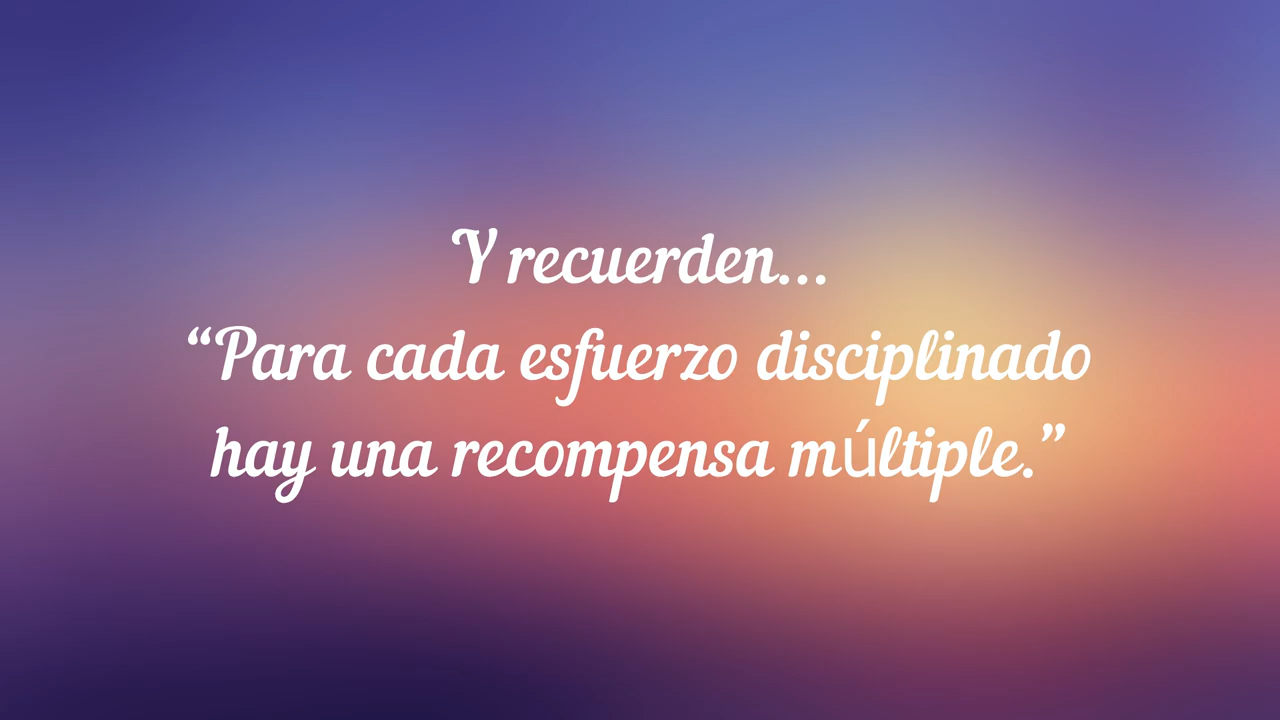 Y recuerden...
“Para cada esfuerzo disciplinado
hay una recompensa múltiple.”